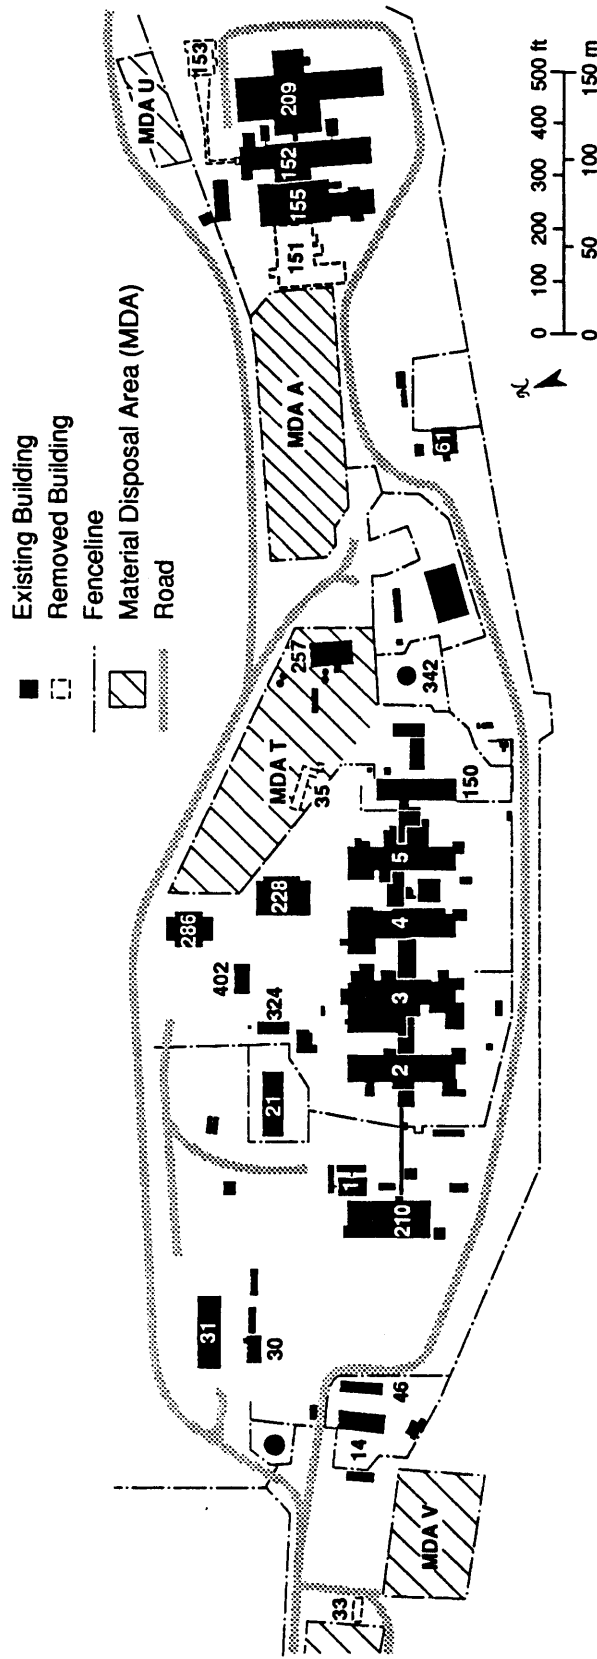 Existing Building
Removed Building
Fenceline
Material Disposal Area (MDA)
Road
MDA U
153
209
152
155
151
MDA A
500 ft
400
300
200
100
0
150 m
100
50
0
N
61
257
342
MDA T
35
150
5
228
4
286
402
324
3
2
21
1
210
31
30
46
14
MDA V
33